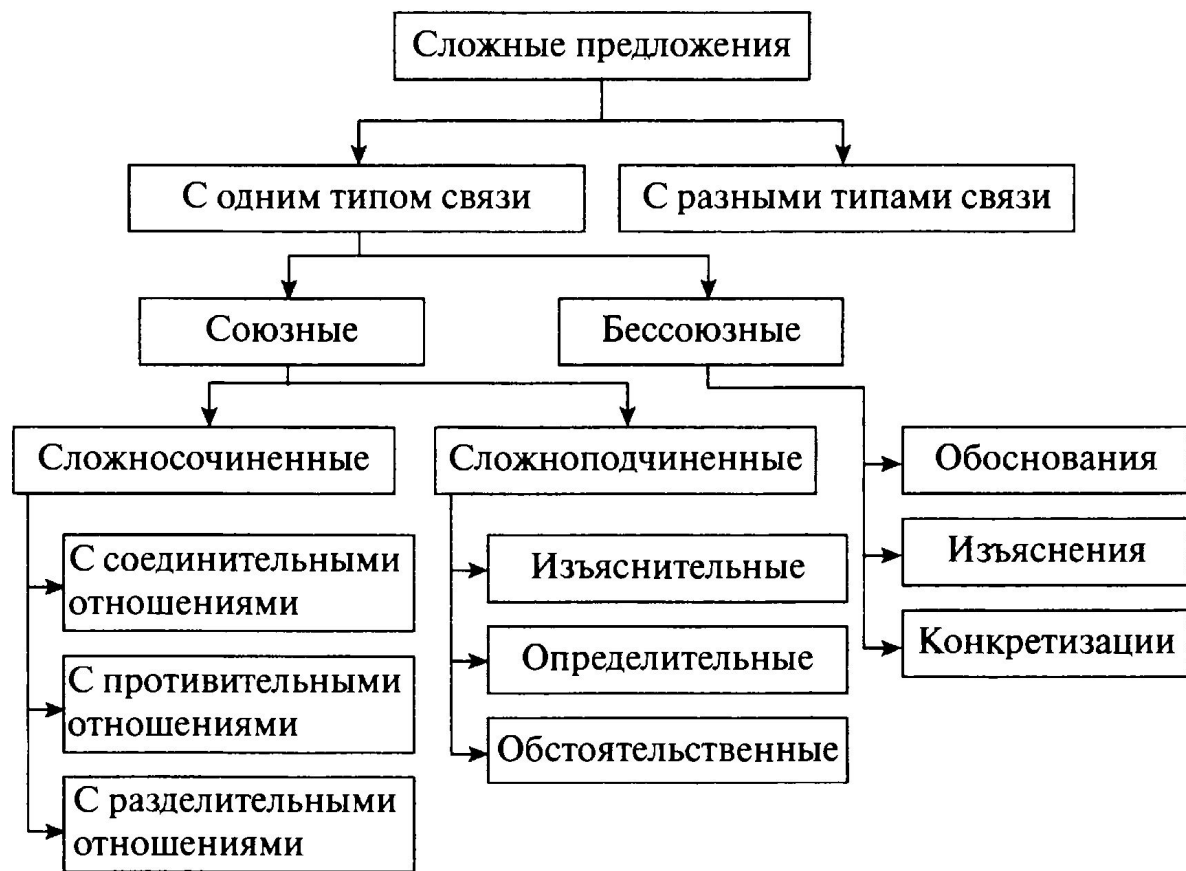 Сложные предложения
С одним типом связи
С разными типами связи
Союзные
Бессоюзные
Сложносочиненные
С соединительными
отношениями
С противительными
отношениями
С разделительными
отношениями
Сложноподчиненные
Изъяснительные
Определительные
Обстоятельственные
Обоснования
Изъяснения
Конкретизации